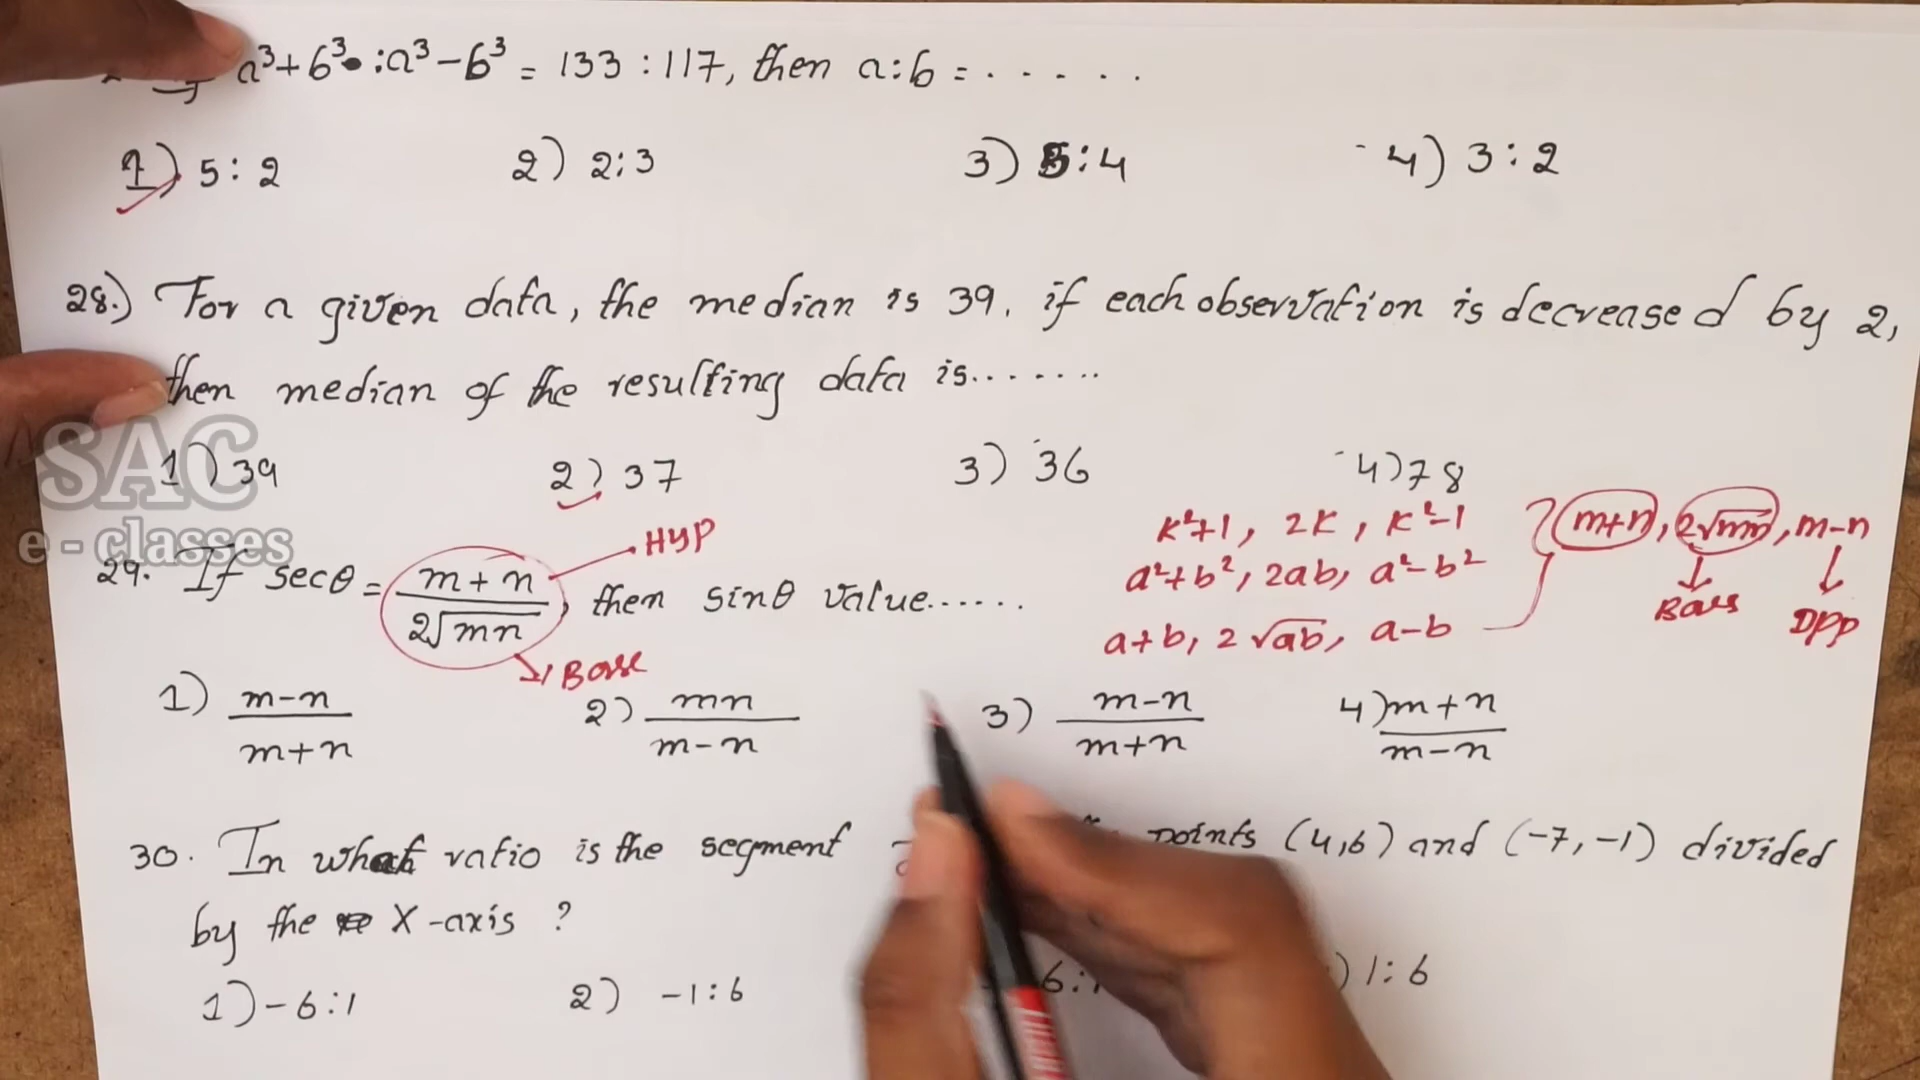 a³+b³ : a³-b³ = 133 : 117, then a:b = . . . . .
1) 5 : 2 2) 2:3 3) 5:4 4) 3 : 2
28.) For a given data, the median is 39. if each observation is decreased by 2,
then median of the resulting data is.......
SAC
e - classes
1) 39 2) 37 3) 36 4) 78
HYP
k²+1, 2k, k²-1
a²+b², 2ab, a²-b²
a+b, 2√ab, a-b
m+n, 2√mn, m-n
Bass
opp
29. If secθ = m+n / 2√mn, then sinθ value......
Base
1) m-n / m+n 2) mn / m-n 3) m-n / m+n 4) m+n / m-n
30. In what ratio is the segment points (4,6) and (-7,-1) divided
by the X-axis ?
1) -6:1 2) -1:6 6:1 ) 1:6